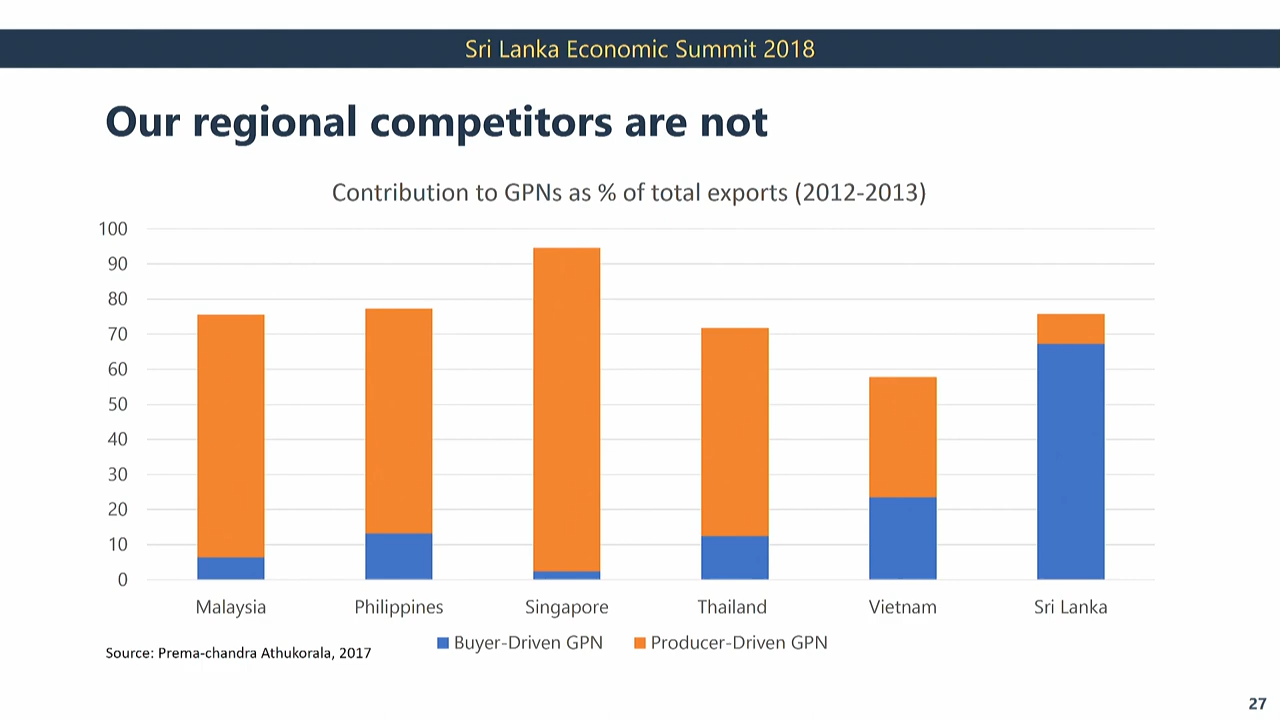 Sri Lanka Economic Summit 2018
Our regional competitors are not
Contribution to GPNs as % of total exports (2012-2013)
100
90
80
70
60
50
40
30
20
10
0
Malaysia Philippines Singapore Thailand Vietnam Sri Lanka
Buyer-Driven GPN Producer-Driven GPN
Source: Prema-chandra Athukorala, 2017
27